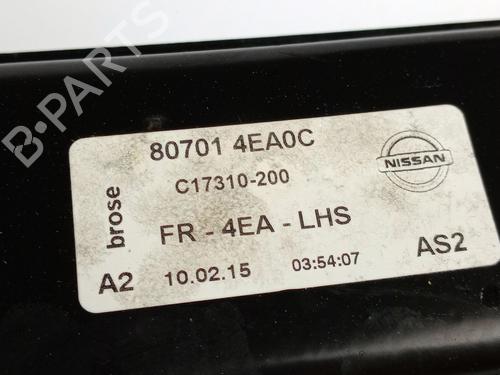 B-PARTS
80701 4EA0C
NISSAN
brose
C17310-200
FR - 4EA - LHS
A2 10.02.15 03:54:07 AS2